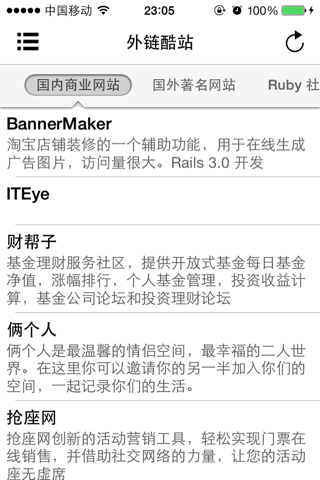 中国移动 23:05 100%
外链酷站
国内商业网站 国外著名网站 Ruby 社
BannerMaker
淘宝店铺装修的一个辅助功能，用于在线生成
广告图片，访问量很大。Rails 3.0 开发
ITEye
财帮子
基金理财服务社区，提供开放式基金每日基金
净值，涨幅排行，个人基金管理，投资收益计
算，基金公司论坛和投资理财论坛
俩个人
俩个人是最温馨的情侣空间，最幸福的二人世
界。在这里你可以邀请你的另一半加入你们的
空间，一起记录你们的生活。
抢座网
抢座网创新的活动营销工具，轻松实现门票在
线销售，并借助社交网络的力量，让您的活动
座无虚席